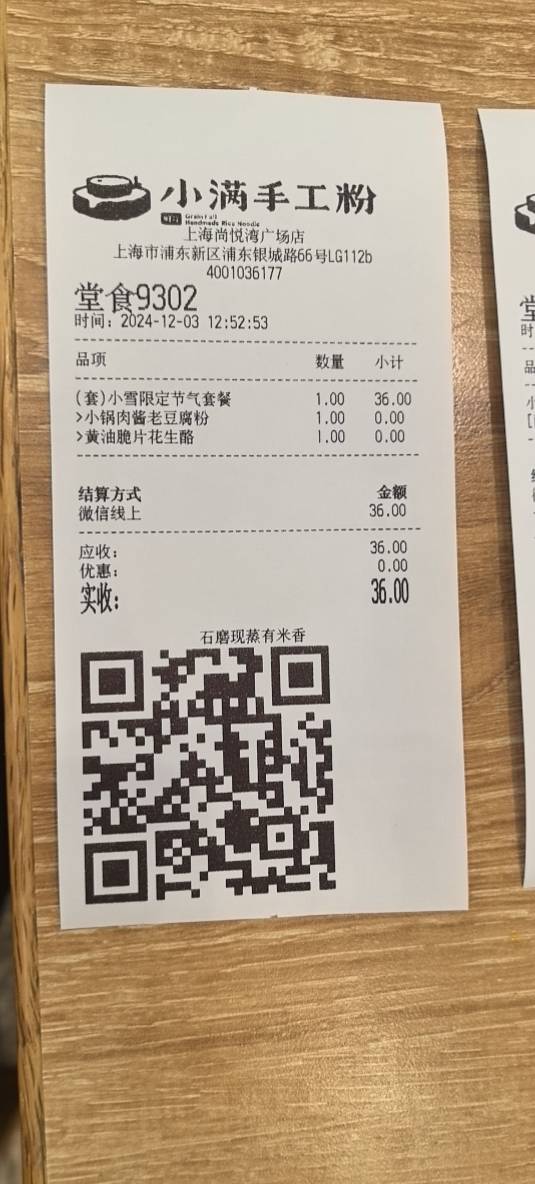 小满手工粉
Grain Full
Handmade Rice Noodle
上海尚悦湾广场店
上海市浦东新区浦东银城路66号LG112b
4001036177
堂食9302
时间：2024-12-03 12:52:53
品项 数量 小计
(套)小雪限定节气套餐 1.00 36.00
>小锅肉酱老豆腐粉 1.00 0.00
>黄油脆片花生酪 1.00 0.00
结算方式 金额
微信线上 36.00
应收： 36.00
优惠： 0.00
实收： 36.00
石磨现蒸有米香